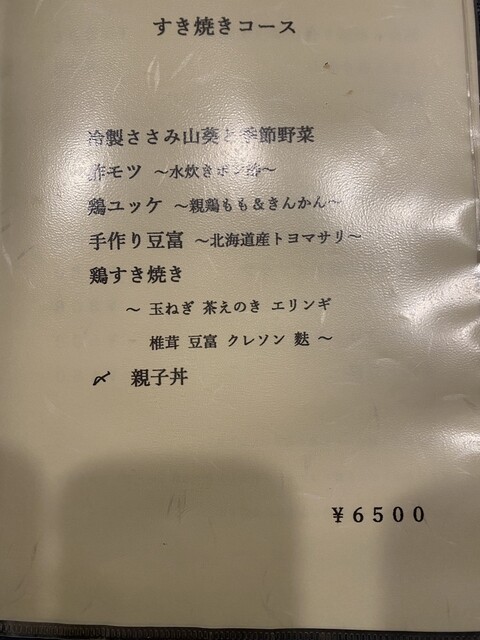 すき焼きコース
冷製ささみ山葵と季節野菜
酢モツ ～水炊きポン酢～
鶏ユッケ ～親鶏もも＆きんかん～
手作り豆富 ～北海道産トヨマサリ～
鶏すき焼き
～ 玉ねぎ 茶えのき エリンギ
椎茸 豆富 クレソン 麩 ～
〆 親子丼
¥6500